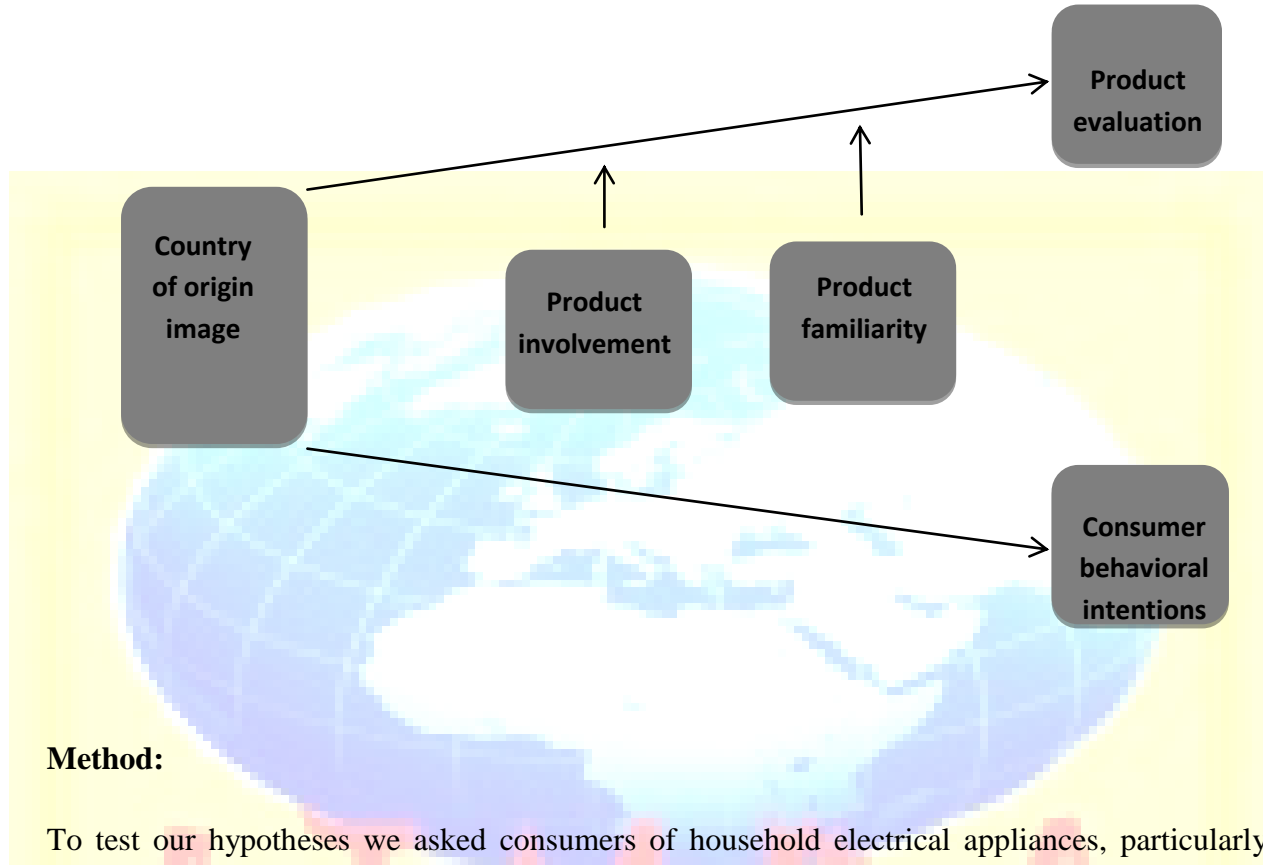 Product
evaluation
Country
of origin
image
Product
involvement
Product
familiarity
Consumer
behavioral
intentions
Method:
To test our hypotheses we asked consumers of household electrical appliances, particularly